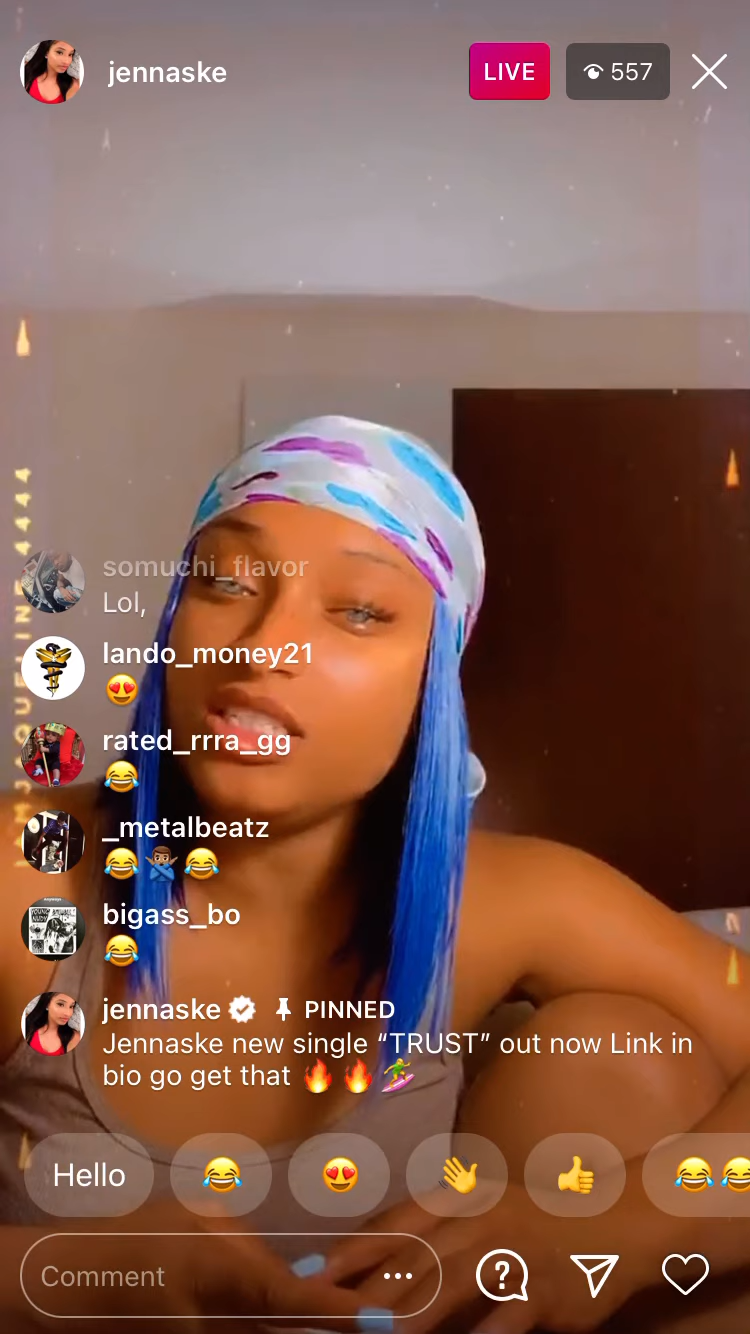 jennaske
LIVE
557
somuchi_flavor
Lol,
lando_money21
😍
rated_rrra_gg
😂
_metalbeatz
😂🙅🏽‍♂️😂
bigass_bo
😂
jennaske PINNED
Jennaske new single “TRUST” out now Link in
bio go get that 🔥🔥🏄‍♀️
Hello 😂 😍 👋 👍 😂😂
Comment